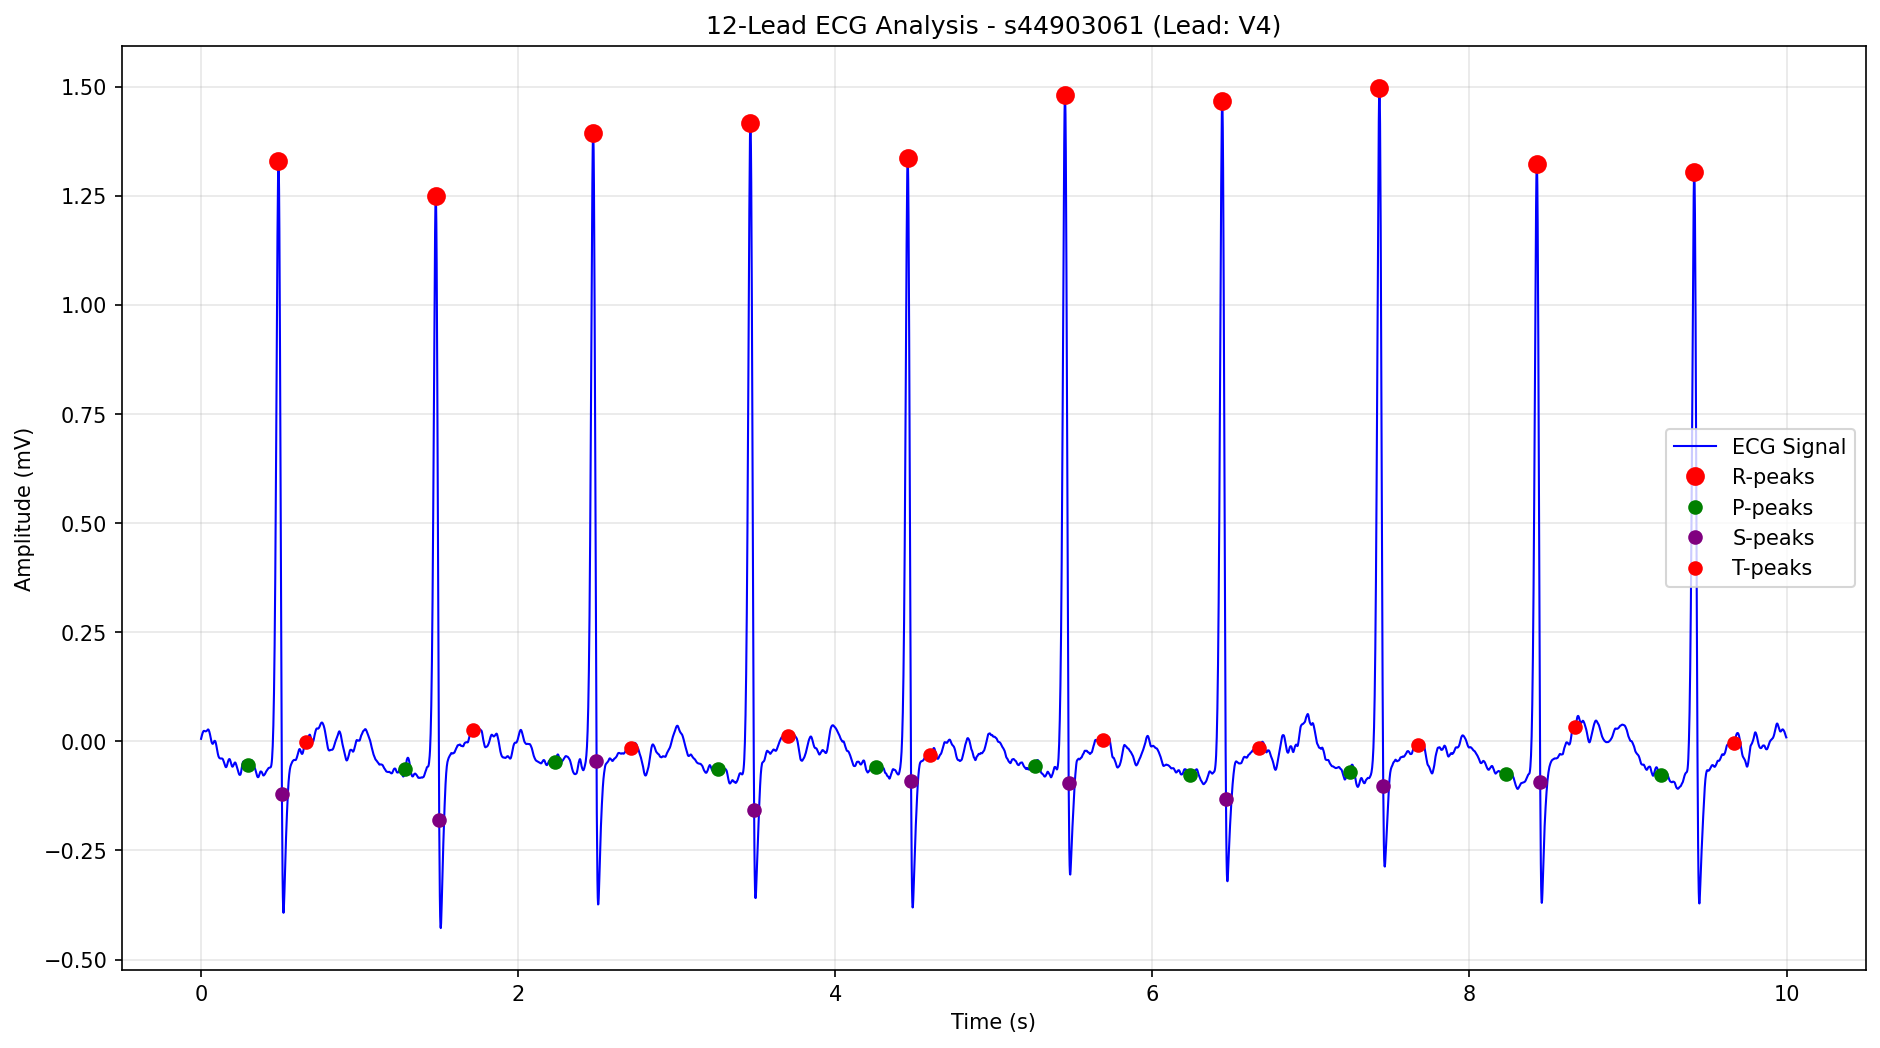 12-Lead ECG Analysis - s44903061 (Lead: V4)
1.50
1.25
1.00
0.75
0.50
0.25
0.00
−0.25
−0.50
Amplitude (mV)
ECG Signal
R-peaks
P-peaks
S-peaks
T-peaks
0 2 4 6 8 10
Time (s)